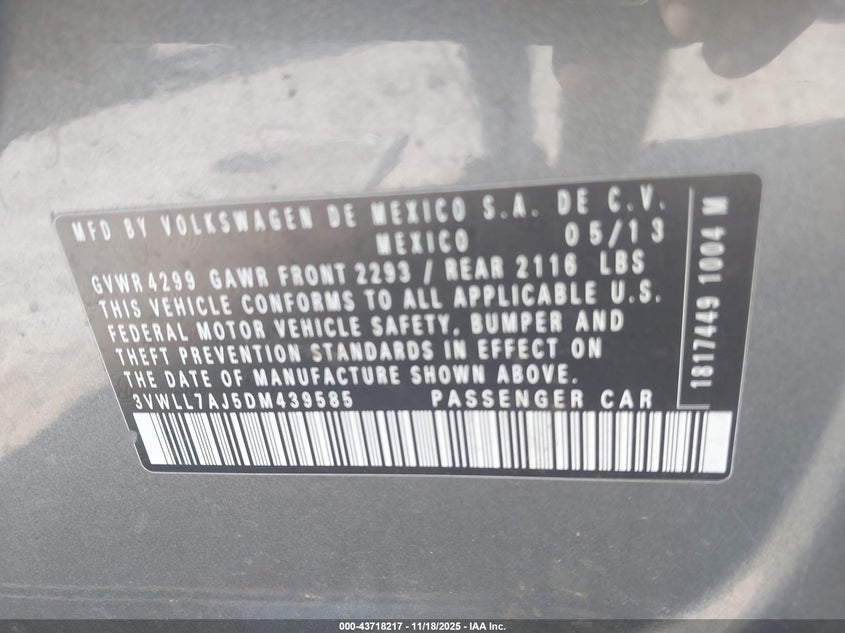 MFD BY VOLKSWAGEN DE MEXICO S.A. DE C.V.
MEXICO 05/13
GVWR 4299 GAWR FRONT 2293 / REAR 2116 LBS
THIS VEHICLE CONFORMS TO ALL APPLICABLE U.S.
FEDERAL MOTOR VEHICLE SAFETY, BUMPER AND
THEFT PREVENTION STANDARDS IN EFFECT ON
THE DATE OF MANUFACTURE SHOWN ABOVE.
3VWLL7AJ5DM439585 PASSENGER CAR
1817449 1004 M
000-43718217 - 11/18/2025 - IAA Inc.